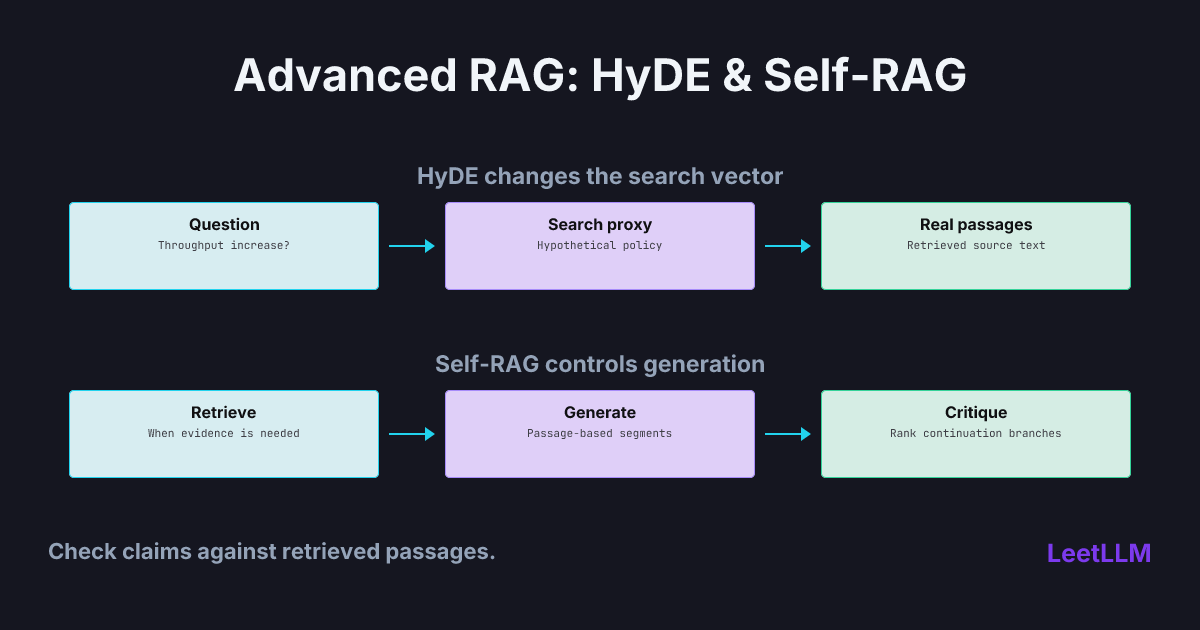 Advanced RAG: HyDE & Self-RAG
HyDE changes the search vector
Question
Throughput increase?
Search proxy
Hypothetical policy
Real passages
Retrieved source text
Self-RAG controls generation
Retrieve
When evidence is needed
Generate
Passage-based segments
Critique
Rank continuation branches
Check claims against retrieved passages.
LeetLLM